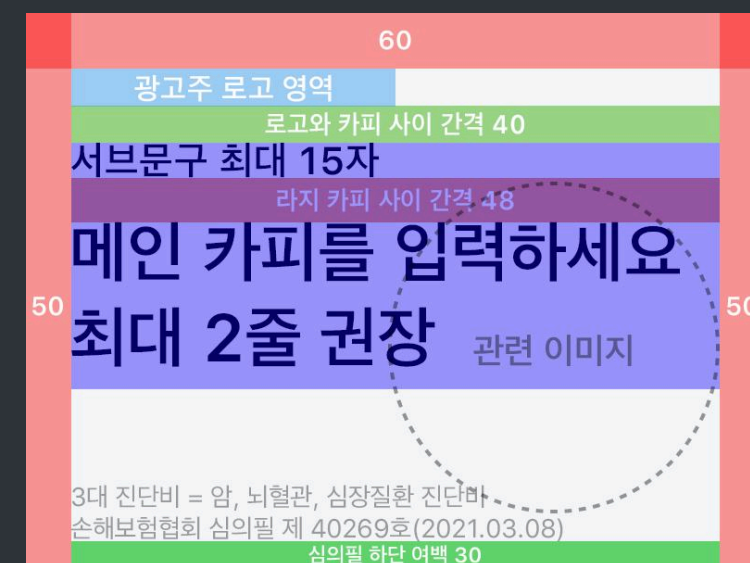 60
광고주 로고 영역
로고와 카피 사이 간격 40
서브문구 최대 15자
라지 카피 사이 간격 48
메인 카피를 입력하세요
50
50
최대 2줄 권장
관련 이미지
3대 진단비 = 암, 뇌혈관, 심장질환 진단비
손해보험협회 심의필 제 40269호(2021.03.08)
심의필 하단 여백 30